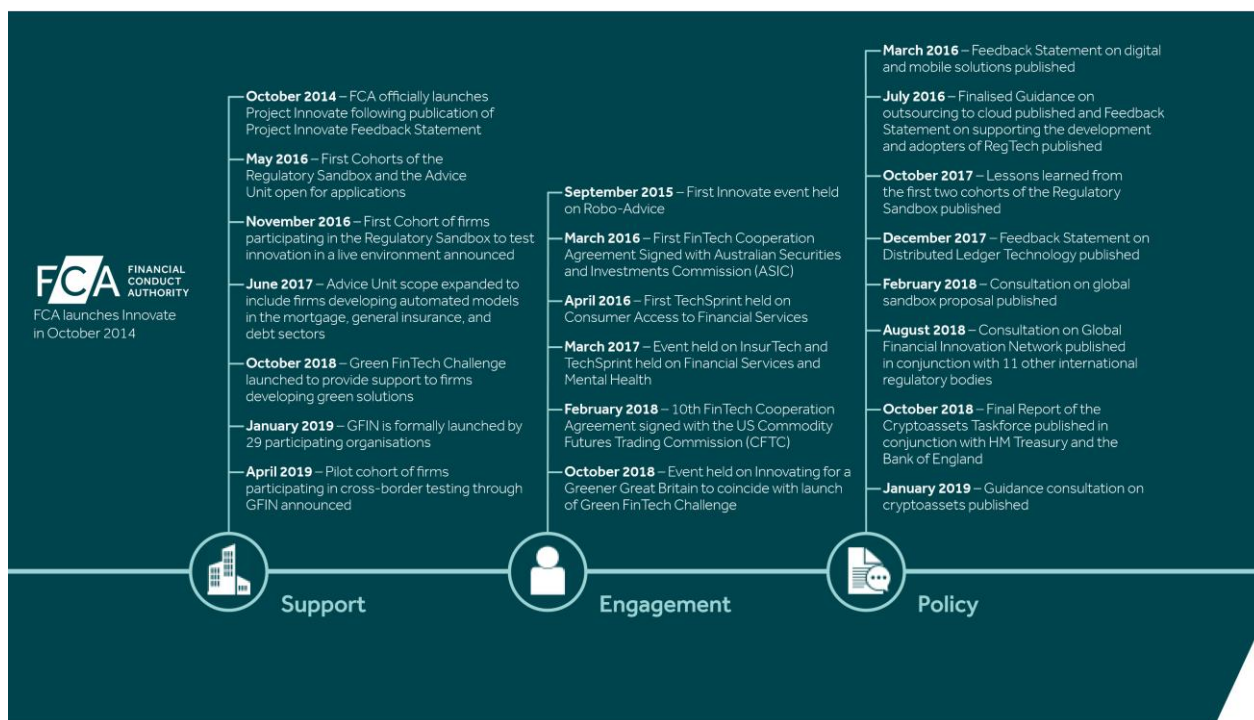 FCA FINANCIAL
CONDUCT
AUTHORITY
FCA launches Innovate
in October 2014
October 2014 – FCA officially launches
Project Innovate following publication of
Project Innovate Feedback Statement
May 2016 – First Cohorts of the
Regulatory Sandbox and the Advice
Unit open for applications
November 2016 – First Cohort of firms
participating in the Regulatory Sandbox to test
innovation in a live environment announced
June 2017 – Advice Unit scope expanded to
include firms developing automated models
in the mortgage, general insurance, and
debt sectors
October 2018 – Green FinTech Challenge
launched to provide support to firms
developing green solutions
January 2019 – GFIN is formally launched by
29 participating organisations
April 2019 – Pilot cohort of firms
participating in cross-border testing through
GFIN announced
Support
September 2015 – First Innovate event held
on Robo-Advice
March 2016 – First FinTech Cooperation
Agreement Signed with Australian Securities
and Investments Commission (ASIC)
April 2016 – First TechSprint held on
Consumer Access to Financial Services
March 2017 – Event held on InsurTech and
TechSprint held on Financial Services and
Mental Health
February 2018 – 10th FinTech Cooperation
Agreement signed with the US Commodity
Futures Trading Commission (CFTC)
October 2018 – Event held on Innovating for a
Greener Great Britain to coincide with launch
of Green FinTech Challenge
Engagement
March 2016 – Feedback Statement on digital
and mobile solutions published
July 2016 – Finalised Guidance on
outsourcing to cloud published and Feedback
Statement on supporting the development
and adopters of RegTech published
October 2017 – Lessons learned from
the first two cohorts of the Regulatory
Sandbox published
December 2017 – Feedback Statement on
Distributed Ledger Technology published
February 2018 – Consultation on global
sandbox proposal published
August 2018 – Consultation on Global
Financial Innovation Network published
in conjunction with 11 other international
regulatory bodies
October 2018 – Final Report of the
Cryptoassets Taskforce published in
conjunction with HM Treasury and the
Bank of England
January 2019 – Guidance consultation on
cryptoassets published
Policy